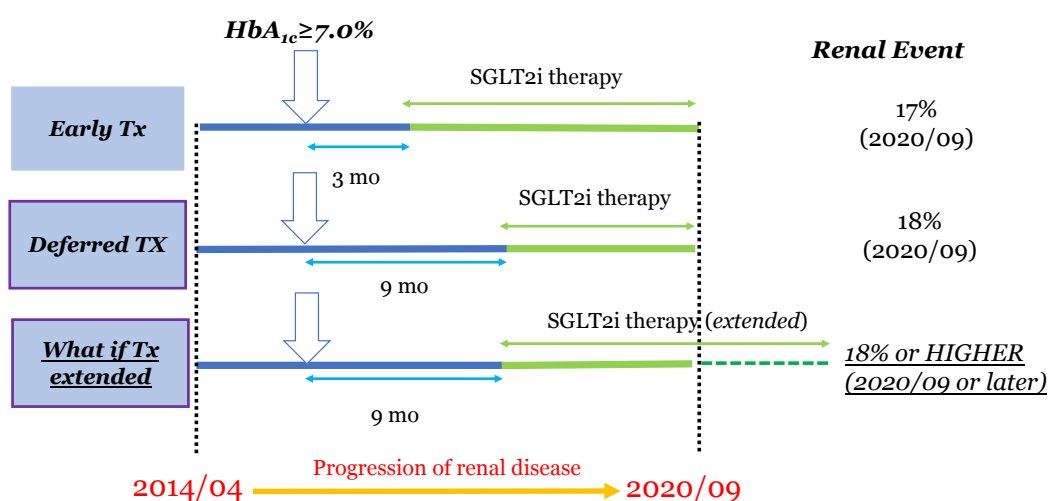 HbA1c≥7.0%
Renal Event
SGLT2i therapy
Early Tx
17%
(2020/09)
3 mo
SGLT2i therapy
Deferred TX
18%
(2020/09)
9 mo
SGLT2i therapy (extended)
What if Tx
extended
18% or HIGHER
(2020/09 or later)
9 mo
Progression of renal disease
2014/04
2020/09